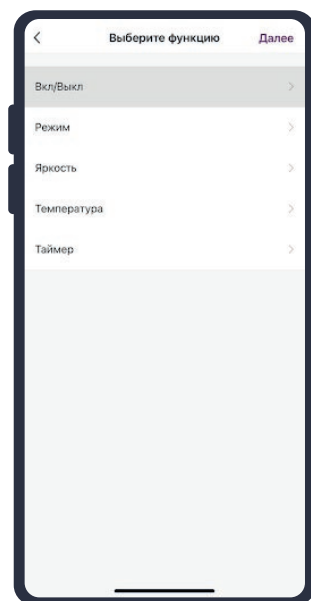 Выберите функцию Далее
Вкл/Выкл
Режим
Яркость
Температура
Таймер